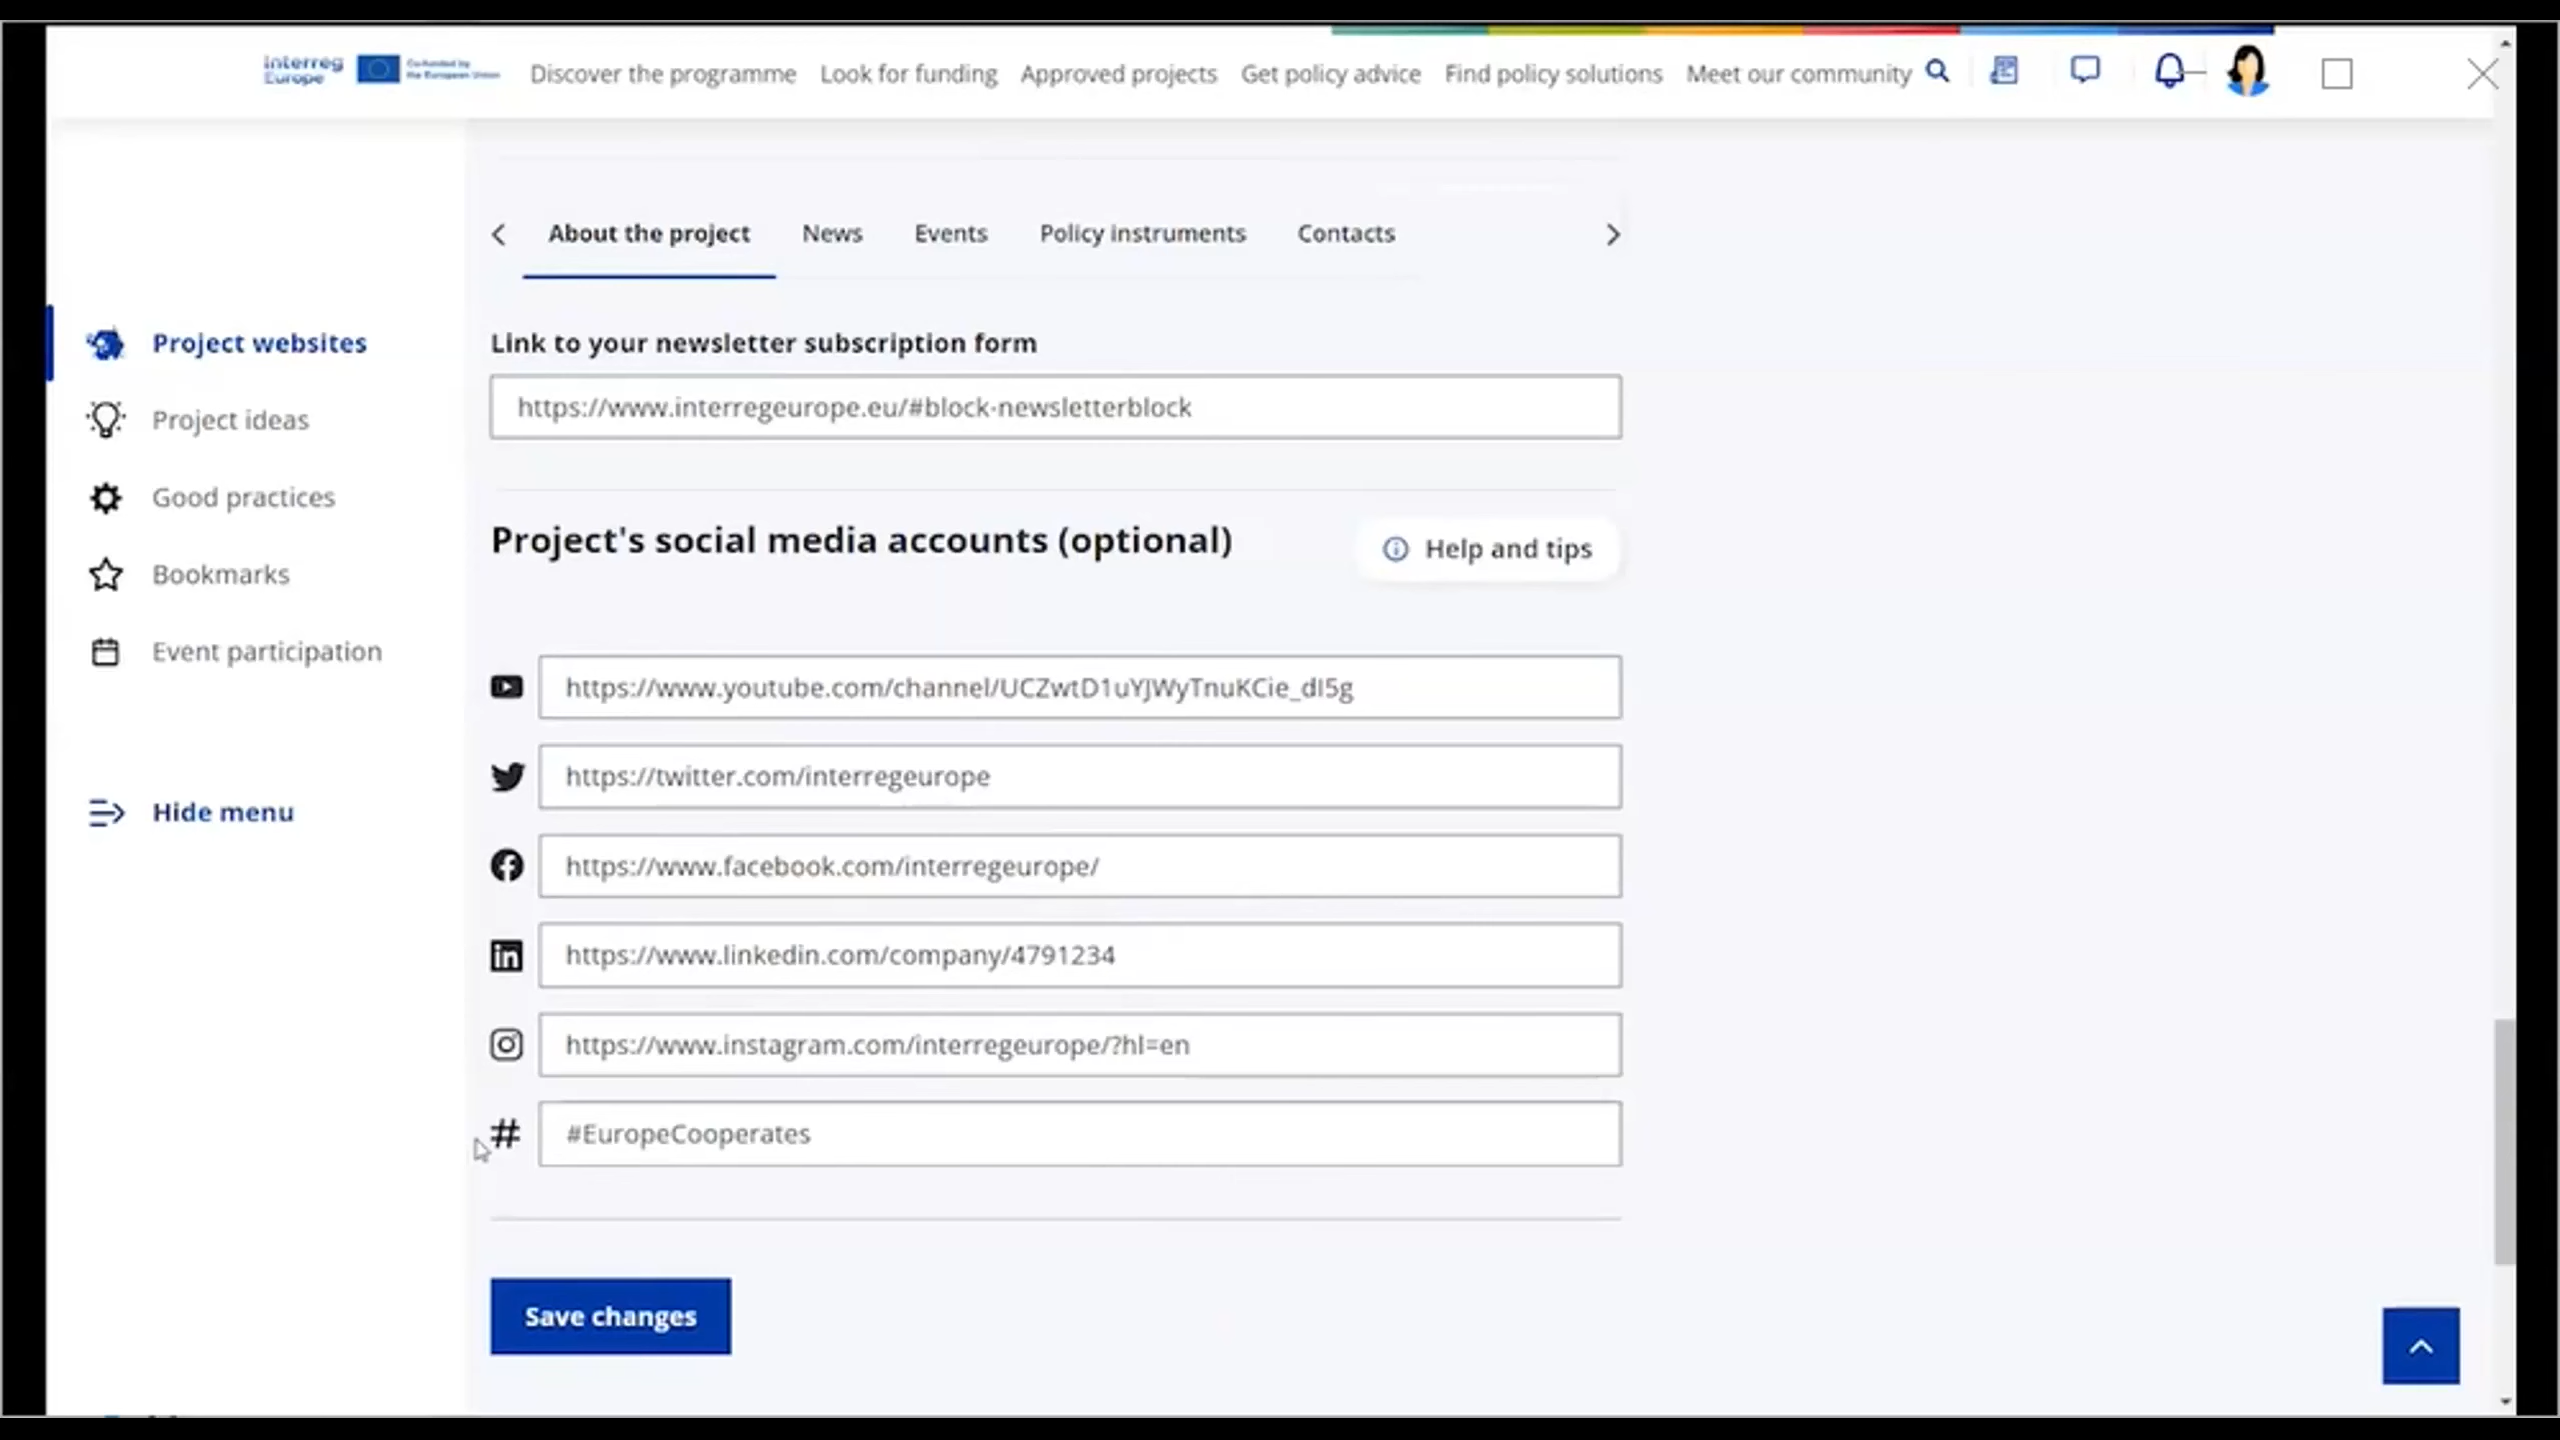 Interreg
Europe
Co-funded by
the European Union
Discover the programme
Look for funding
Approved projects
Get policy advice
Find policy solutions
Meet our community
About the project
News
Events
Policy instruments
Contacts
Project websites
Project ideas
Good practices
Bookmarks
Event participation
Hide menu
Link to your newsletter subscription form
https://www.interregeurope.eu/#block-newsletterblock
Project's social media accounts (optional)
Help and tips
https://www.youtube.com/channel/UCZwtD1uYJWyTnuKCie_dI5g
https://twitter.com/interregeurope
https://www.facebook.com/interregeurope/
https://www.linkedin.com/company/4791234
https://www.instagram.com/interregeurope/?hl=en
#
#EuropeCooperates
Save changes